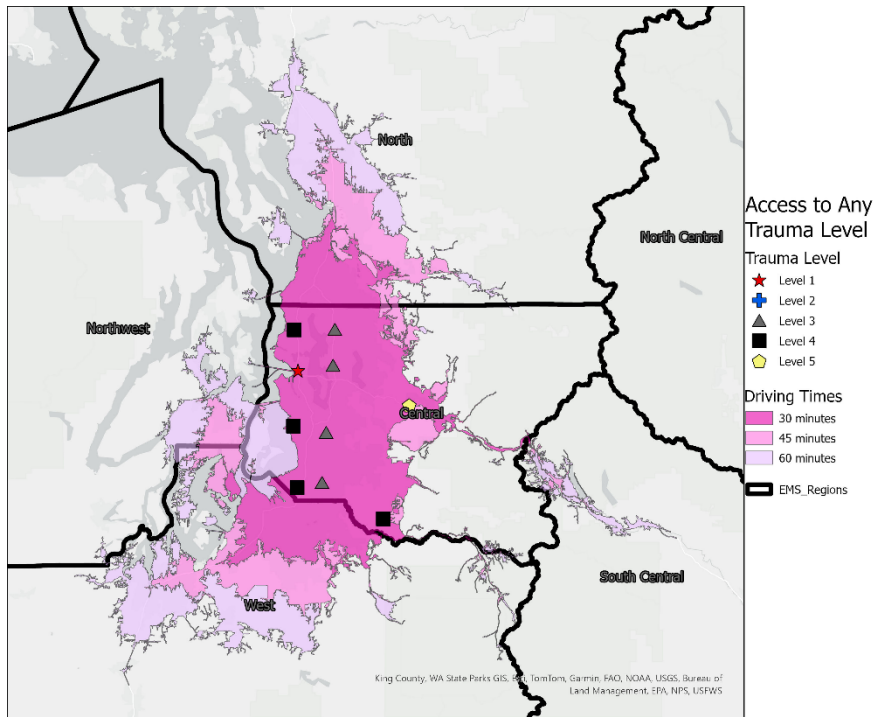 North
North Central
Northwest
Central
South Central
West
King County, WA State Parks GIS, Esri, TomTom, Garmin, FAO, NOAA, USGS, Bureau of
Land Management, EPA, NPS, USFWS
Access to Any
Trauma Level
Trauma Level
Level 1
Level 2
Level 3
Level 4
Level 5
Driving Times
30 minutes
45 minutes
60 minutes
EMS_Regions